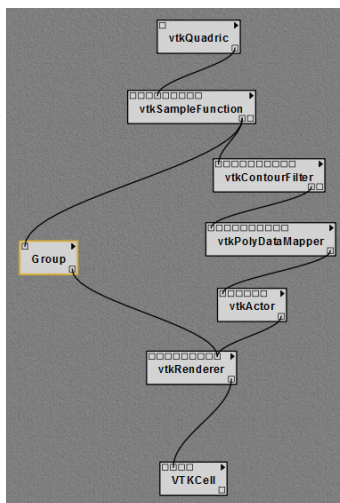 vtkQuadric
vtkSampleFunction
vtkContourFilter
vtkPolyDataMapper
Group
vtkActor
vtkRenderer
VTKCell